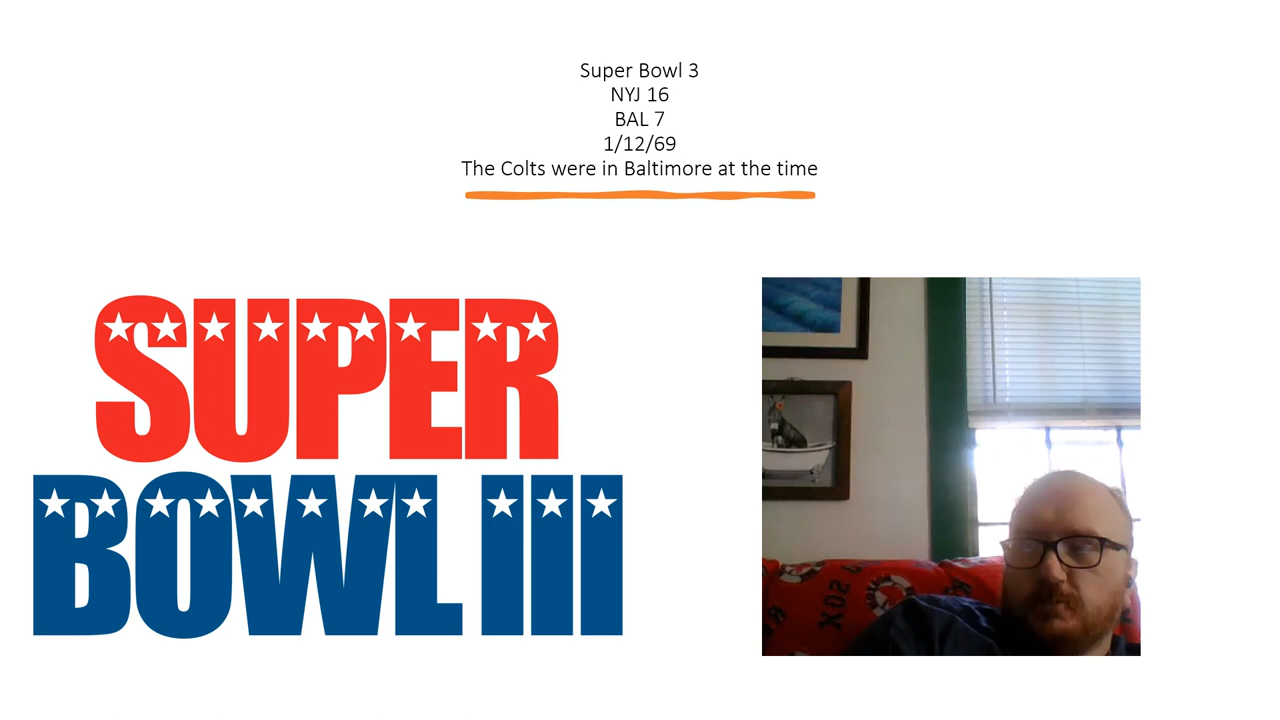 Super Bowl 3
NYJ 16
BAL 7
1/12/69
The Colts were in Baltimore at the time
SUPER
BOWL III
SOX